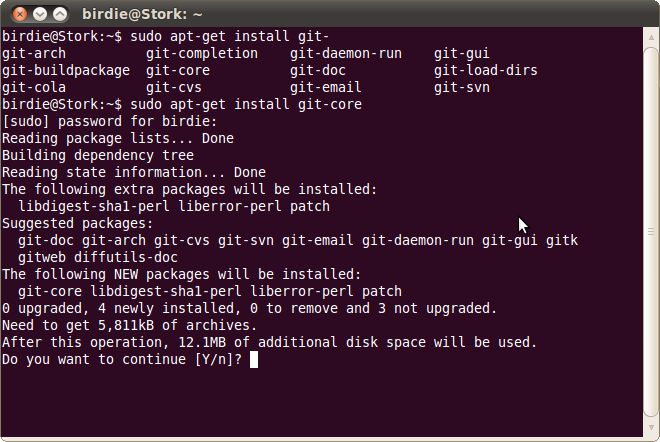 birdie@Stork: ~
birdie@Stork:~$ sudo apt-get install git-
git-arch git-completion git-daemon-run git-gui
git-buildpackage git-core git-doc git-load-dirs
git-cola git-cvs git-email git-svn
birdie@Stork:~$ sudo apt-get install git-core
[sudo] password for birdie:
Reading package lists... Done
Building dependency tree
Reading state information... Done
The following extra packages will be installed:
  libdigest-sha1-perl liberror-perl patch
Suggested packages:
  git-doc git-arch git-cvs git-svn git-email git-daemon-run git-gui gitk
  gitweb diffutils-doc
The following NEW packages will be installed:
  git-core libdigest-sha1-perl liberror-perl patch
0 upgraded, 4 newly installed, 0 to remove and 3 not upgraded.
Need to get 5,811kB of archives.
After this operation, 12.1MB of additional disk space will be used.
Do you want to continue [Y/n]?